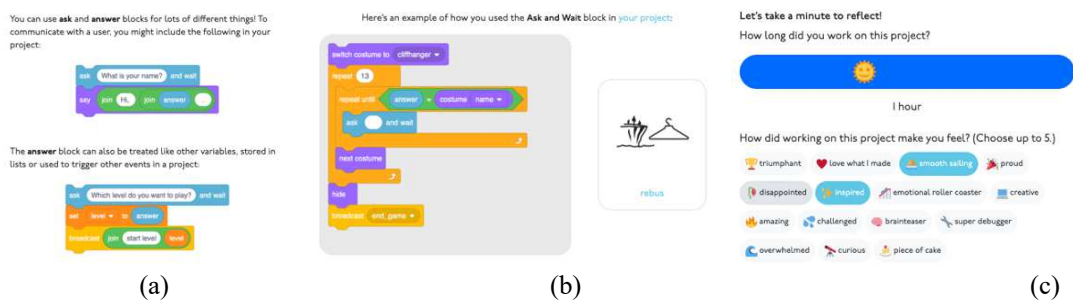 You can use ask and answer blocks for lots of different things! To
communicate with a user, you might include the following in your
project:
ask What is your name? and wait
say join Hi, join answer .
The answer block can also be treated like other variables, stored in
lists or used to trigger other events in a project:
ask Which level do you want to play? and wait
set level to answer
broadcast join start level level
(a)
Here's an example of how you used the Ask and Wait block in your project:
switch costume to cliffhanger
repeat 13
repeat until answer = costume name
ask and wait
next costume
hide
broadcast end_game
rebus
(b)
Let's take a minute to reflect!
How long did you work on this project?
1 hour
How did working on this project make you feel? (Choose up to 5.)
triumphant love what I made smooth sailing proud
disappointed inspired emotional roller coaster creative
amazing challenged brainteaser super debugger
overwhelmed curious piece of cake
(c)